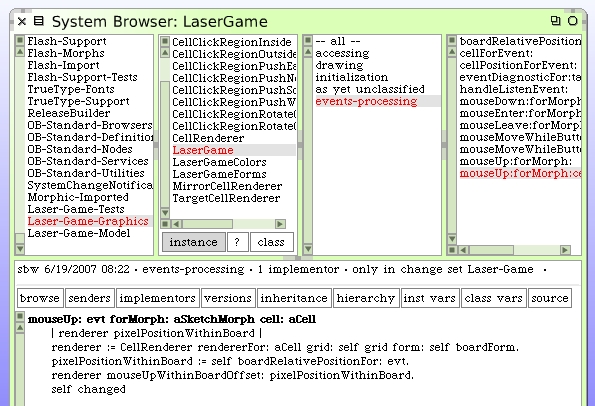 System Browser: LaserGame
Flash-Support
Flash-Morphs
Flash-Import
Flash-Support-Tests
TrueType-Fonts
TrueType-Support
ReleaseBuilder
OB-Standard-Browsers
OB-Standard-Definition
OB-Standard-Nodes
OB-Standard-Services
OB-Standard-Utilities
SystemChangeNotifica
Morphic-Imported
Laser-Game-Tests
Laser-Game-Graphics
Laser-Game-Model
CellClickRegionInside
CellClickRegionOutside
CellClickRegionPushEa
CellClickRegionPushNo
CellClickRegionPushSo
CellClickRegionPushW
CellClickRegionRotateC
CellClickRegionRotateC
CellRenderer
LaserGame
LaserGameColors
LaserGameForms
MirrorCellRenderer
TargetCellRenderer
instance ? class
-- all --
accessing
drawing
initialization
as yet unclassified
events-processing
boardRelativePosition
cellForEvent:
cellPositionForEvent:
eventDiagnosticFor:ta
handleListenEvent:
mouseDown:forMorph
mouseEnter:forMorp
mouseLeave:forMorp
mouseMoveWhileButt
mouseMoveWhileButt
mouseUp:forMorph:
mouseUp:forMorph:ce
sbw 6/19/2007 08:22 · events-processing · 1 implementor · only in change set Laser-Game ·
browse senders implementors versions inheritance hierarchy inst vars class vars source
mouseUp: evt forMorph: aSketchMorph cell: aCell
| renderer pixelPositionWithinBoard |
renderer := CellRenderer rendererFor: aCell grid: self grid form: self boardForm.
pixelPositionWithinBoard := self boardRelativePositionFor: evt.
renderer mouseUpWithinBoardOffset: pixelPositionWithinBoard.
self changed